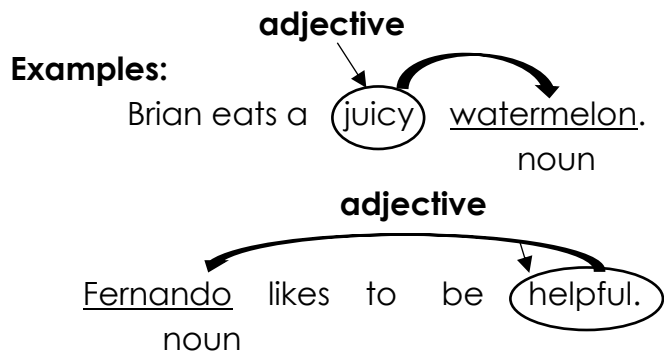 adjective
Examples:
Brian eats a juicy watermelon.
noun
adjective
Fernando likes to be helpful.
noun